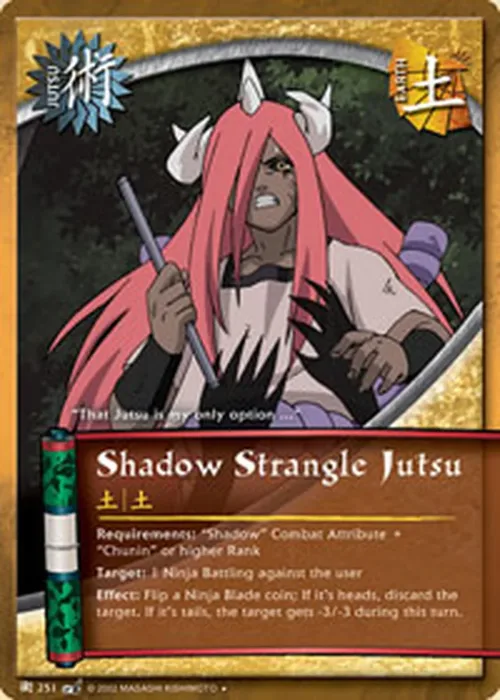 JUTSU 術
EARTH 土
"That Jutsu is my only option ..."
Shadow Strangle Jutsu
土|土
Requirements: "Shadow" Combat Attribute +
"Chunin" or higher Rank
Target: 1 Ninja Battling against the user
Effect: Flip a Ninja Blade coin; If it's heads, discard the
target. If it's tails, the target gets -3/-3 during this turn.
251 © 2002 MASASHI KISHIMOTO